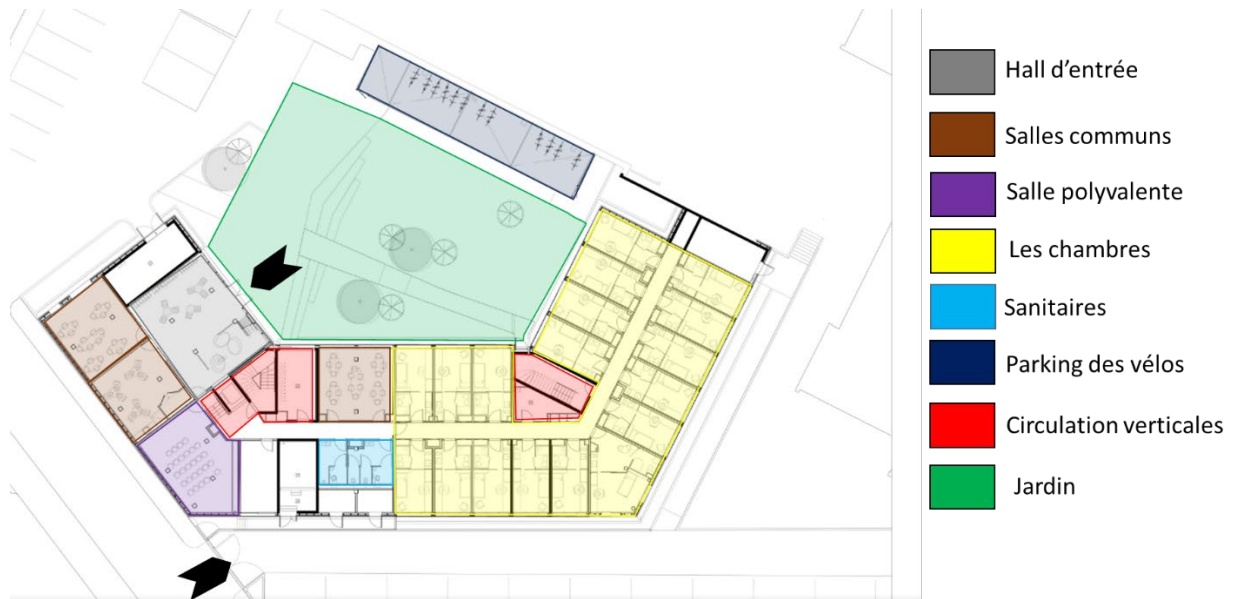 Hall d'entrée
Salles communs
Salle polyvalente
Les chambres
Sanitaires
Parking des vélos
Circulation verticales
Jardin